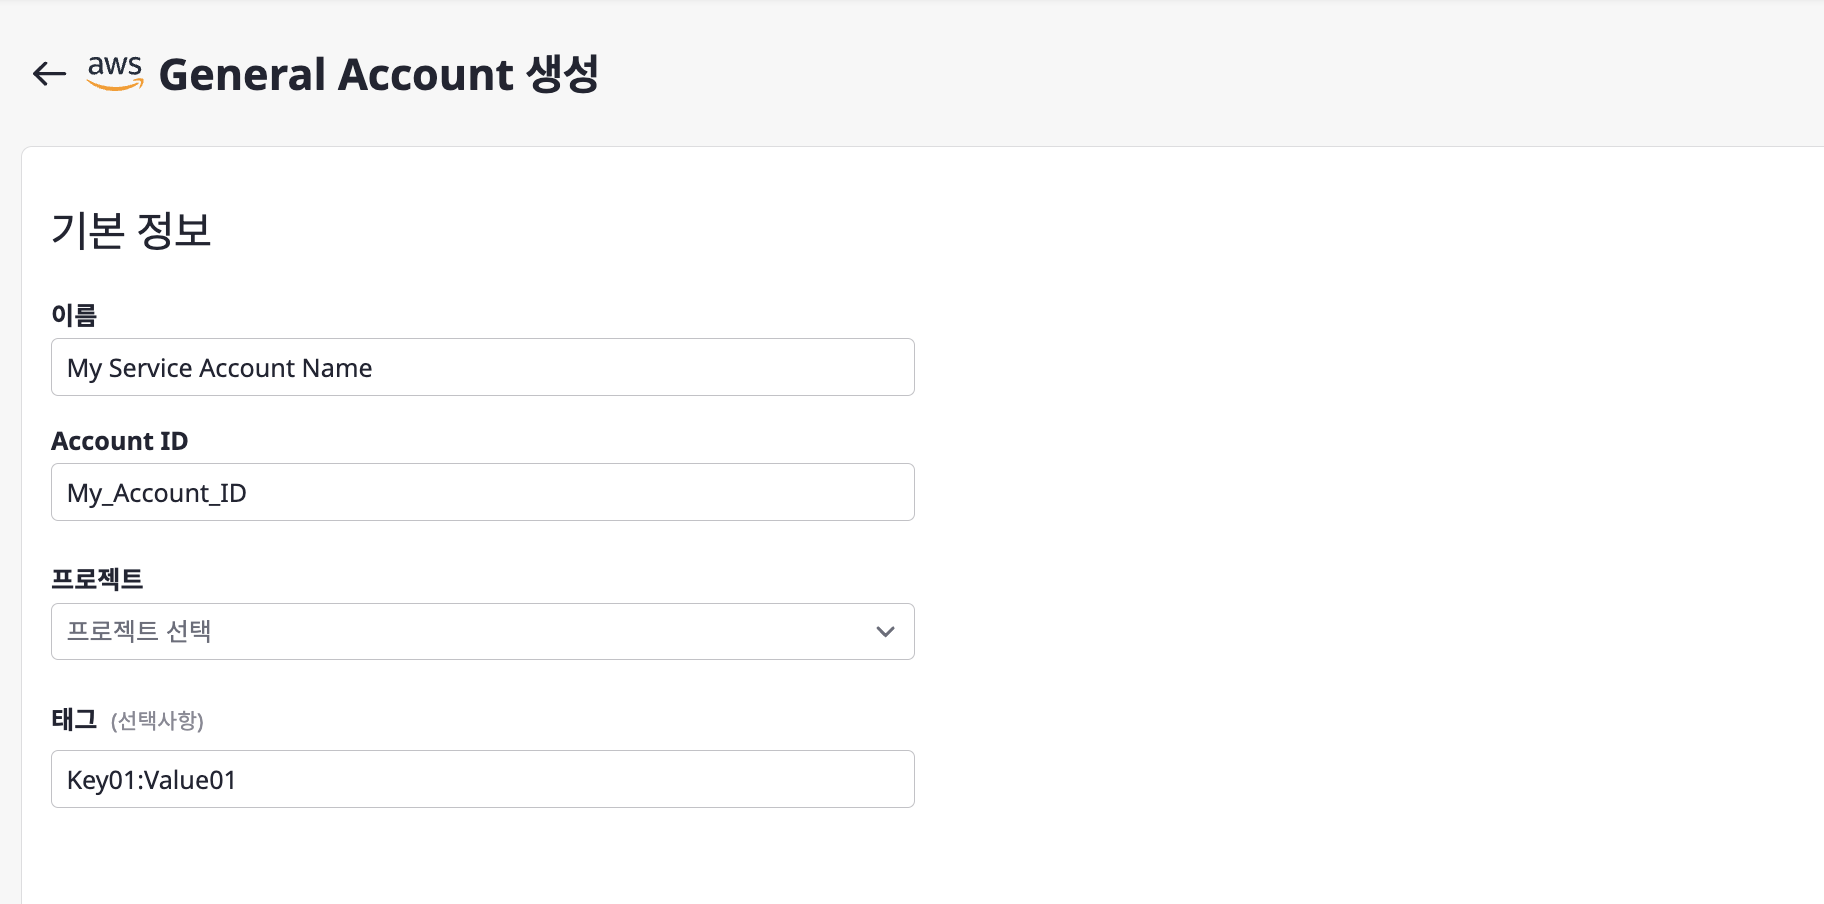 aws General Account 생성
기본 정보
이름
My Service Account Name
Account ID
My_Account_ID
프로젝트
프로젝트 선택
태그 (선택사항)
Key01:Value01